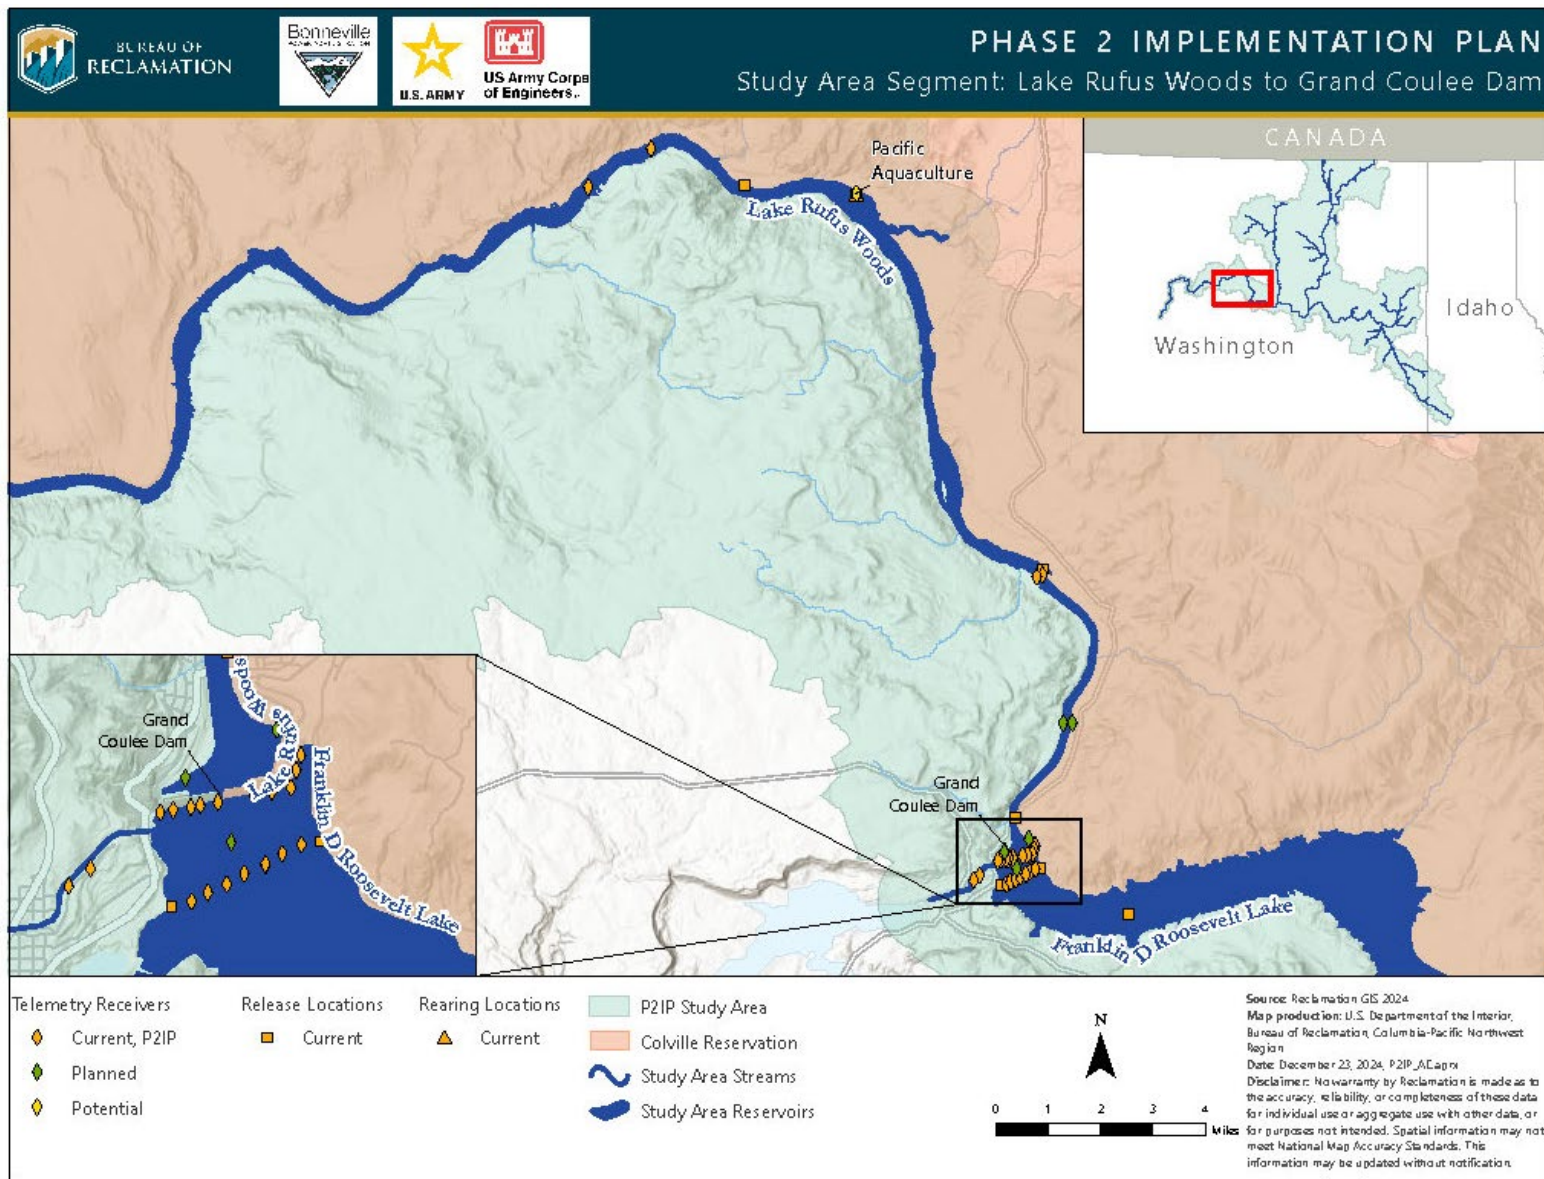 BUREAU OF
RECLAMATION
Bonneville
POWER ADMINISTRATION
U.S. ARMY
US Army Corps
of Engineers.
PHASE 2 IMPLEMENTATION PLAN
Study Area Segment: Lake Rufus Woods to Grand Coulee Dam
CANADA
Washington
Idaho
Pacific
Aquaculture
Lake Rufus Woods
Grand
Coulee Dam
Franklin D Roosevelt Lake
Grand
Coulee Dam
Lake Rufus Woods
Franklin D Roosevelt Lake
Telemetry Receivers
Current, P2IP
Planned
Potential
Release Locations
Current
Rearing Locations
Current
P2IP Study Area
Colville Reservation
Study Area Streams
Study Area Reservoirs
N
0 1 2 3 4
Miles
Source: Reclamation GIS 2024
Map production: U.S. Department of the Interior,
Bureau of Reclamation, Columbia-Pacific Northwest
Region
Date: December 23, 2024, P2IP_AE.aprx
Disclaimer: No warranty by Reclamation is made as to
the accuracy, reliability, or completeness of these data
for individual use or aggregate use with other data, or
for purposes not intended. Spatial information may not
meet National Map Accuracy Standards. This
information may be updated without notification.